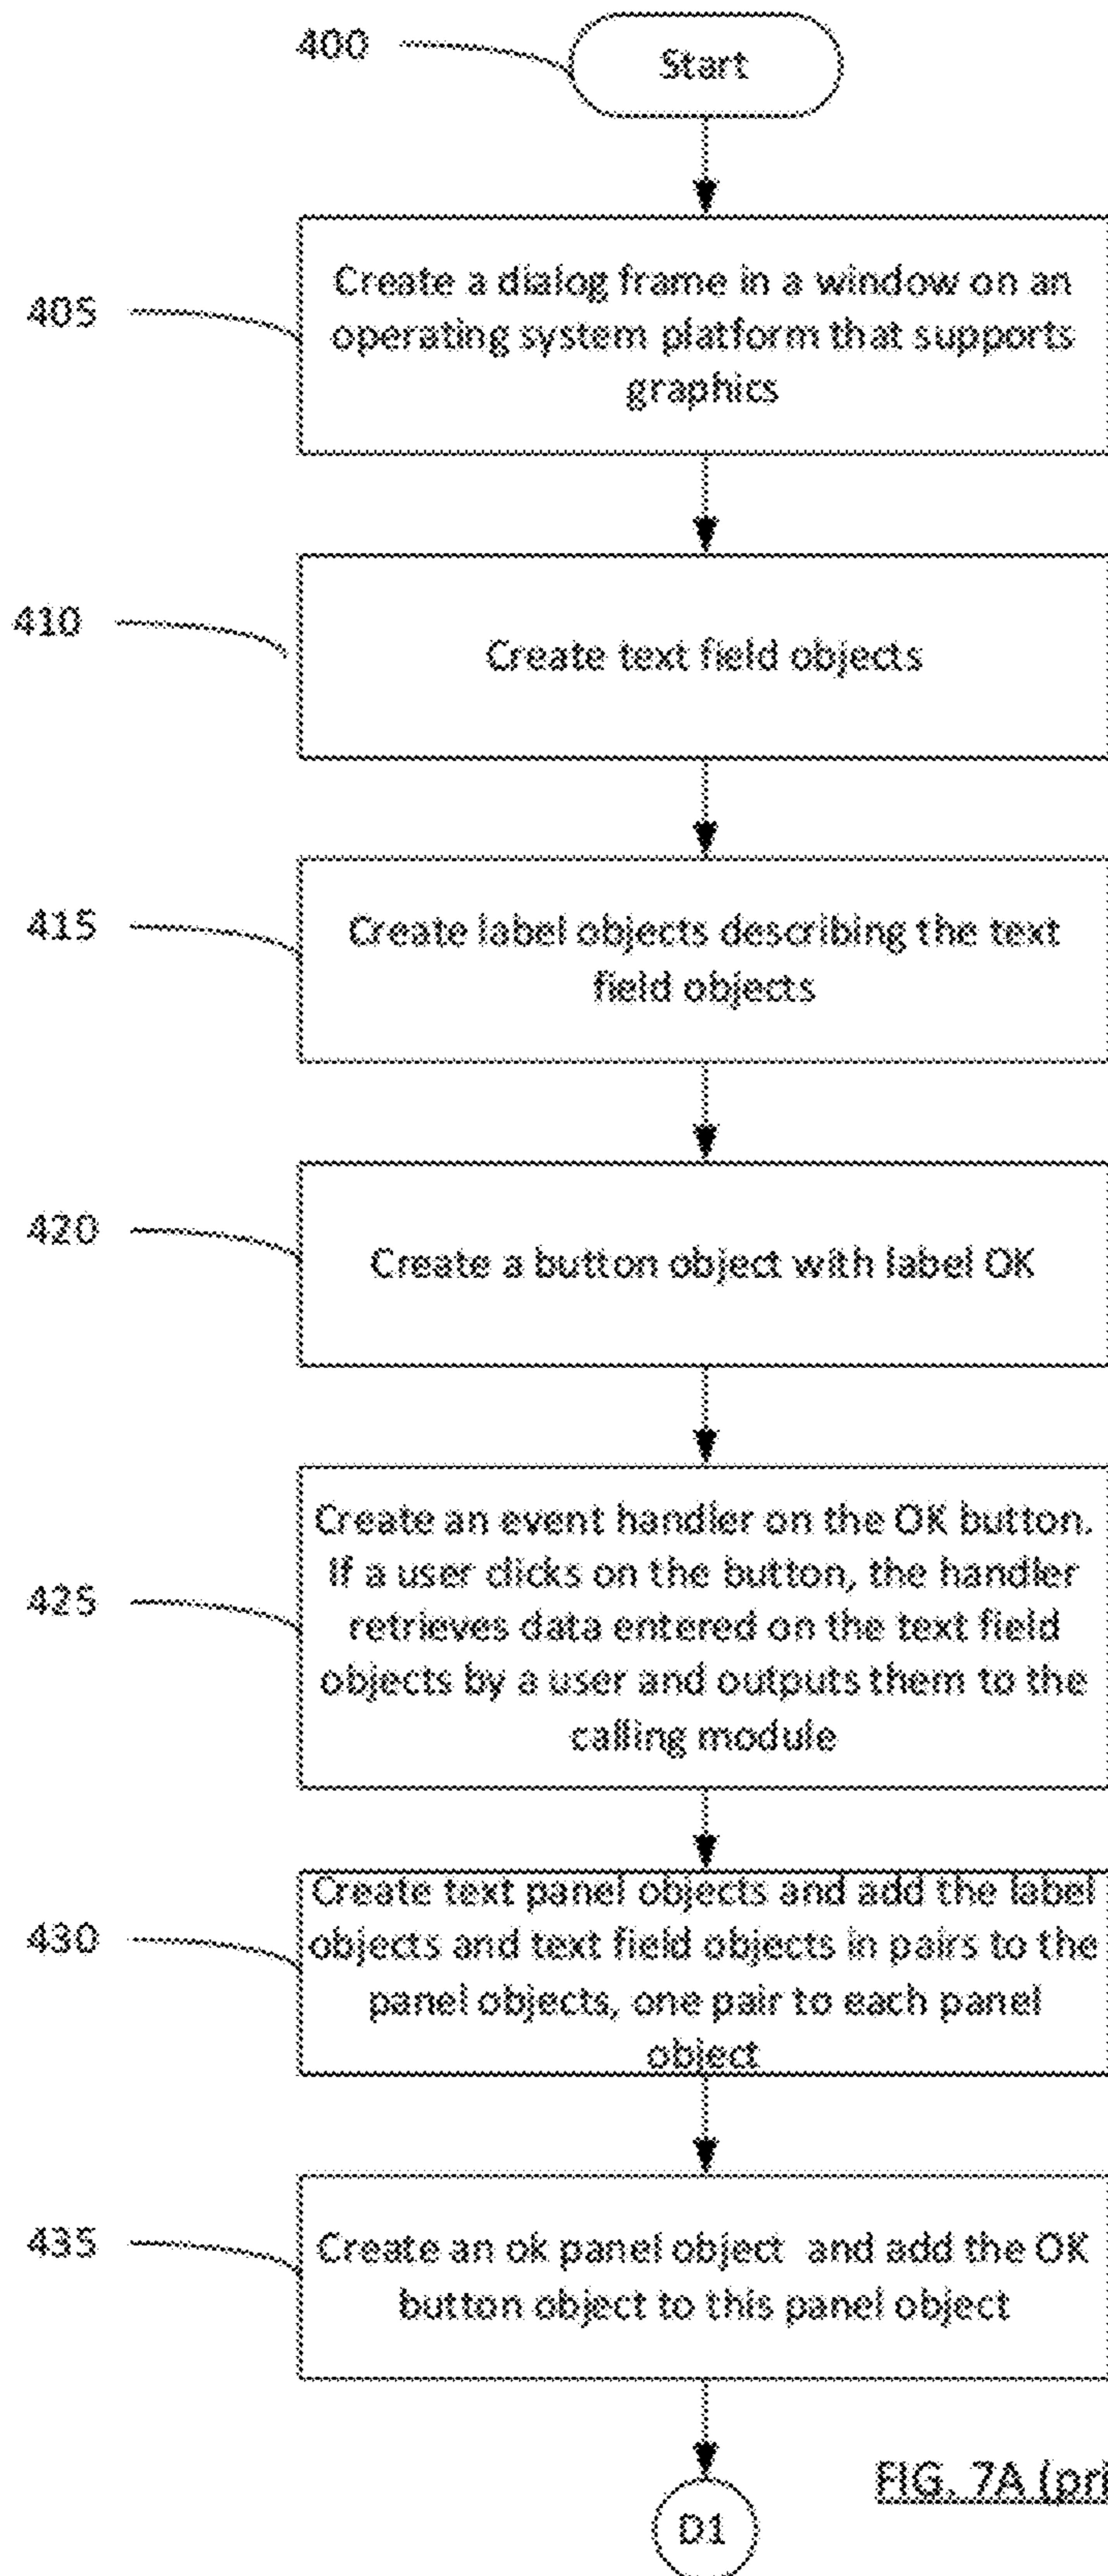 400
Start
405
Create a dialog frame in a window on an
operating system platform that supports
graphics
410
Create text field objects
415
Create label objects describing the text
field objects
420
Create a button object with label OK
425
Create an event handler on the OK button.
If a user clicks on the button, the handler
retrieves data entered on the text field
objects by a user and outputs them to the
calling module
430
Create text panel objects and add the label
objects and text field objects in pairs to the
panel objects, one pair to each panel
object
435
Create an ok panel object and add the OK
button object to this panel object
FIG. 7A (pri
D1